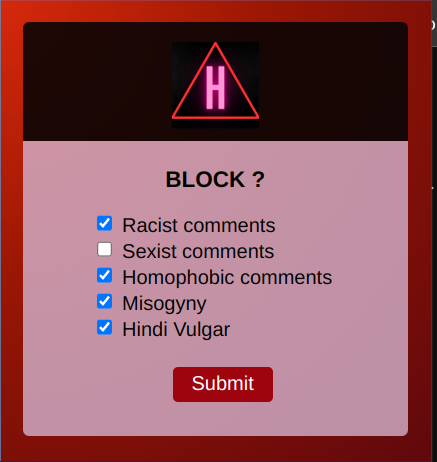 H
BLOCK ?
Racist comments
Sexist comments
Homophobic comments
Misogyny
Hindi Vulgar
Submit